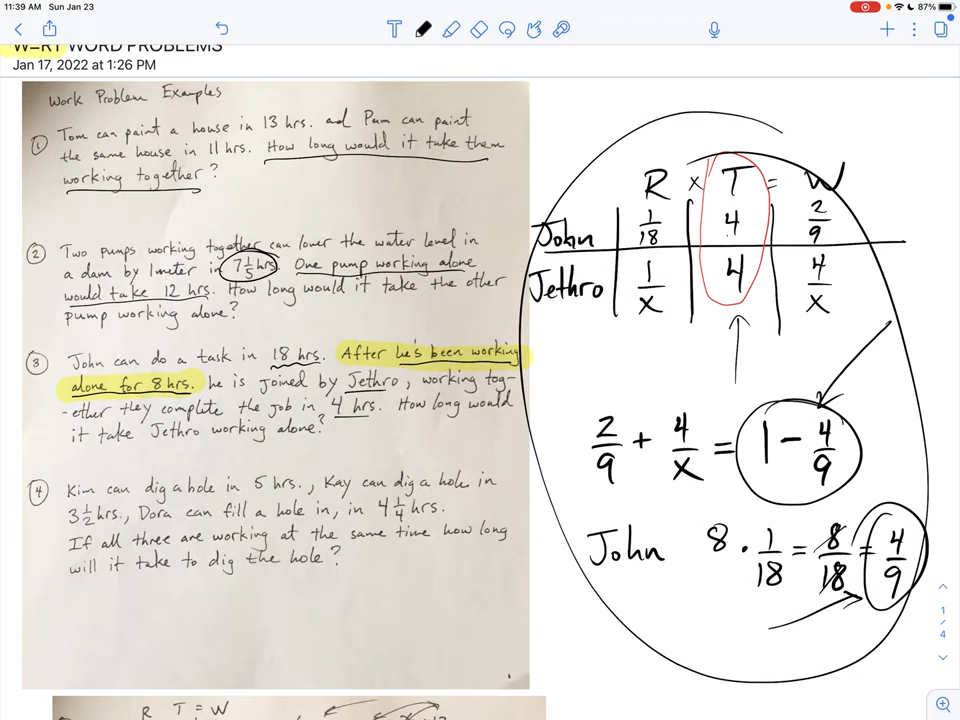 11:39 AM Sun Jan 23
87%
W=RT WORD PROBLEMS
Jan 17, 2022 at 1:26 PM
Work Problem Examples
① Tom can paint a house in 13 hrs. and Pam can paint
the same house in 11 hrs. How long would it take them
working together?
② Two pumps working together can lower the water level in
a dam by 1 meter in 7 1/5 hrs. One pump working alone
would take 12 hrs. How long would it take the other
pump working alone?
③ John can do a task in 18 hrs. After he's been working
alone for 8 hrs. he is joined by Jethro, working tog-
-ether they complete the job in 4 hrs. How long would
it take Jethro working alone?
④ Kim can dig a hole in 5 hrs., Kay can dig a hole in
3 1/2 hrs., Dora can fill a hole in, in 4 1/4 hrs.
If all three are working at the same time how long
will it take to dig the hole?
R x T = W
John 1/18 4 2/9
Jethro 1/x 4 4/x
2/9 + 4/x = 1 - 4/9
John 8 · 1/18 = 8/18 = 4/9
1
/
4
R T = W